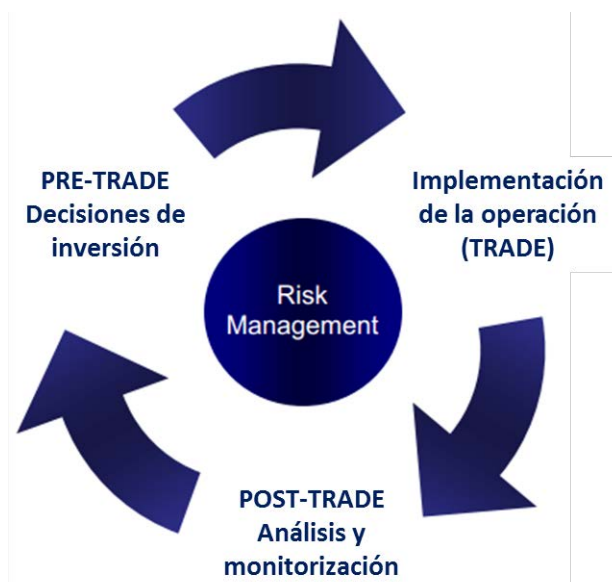 PRE-TRADE
Decisiones de
inversión
Implementación
de la operación
(TRADE)
Risk
Management
POST-TRADE
Análisis y
monitorización